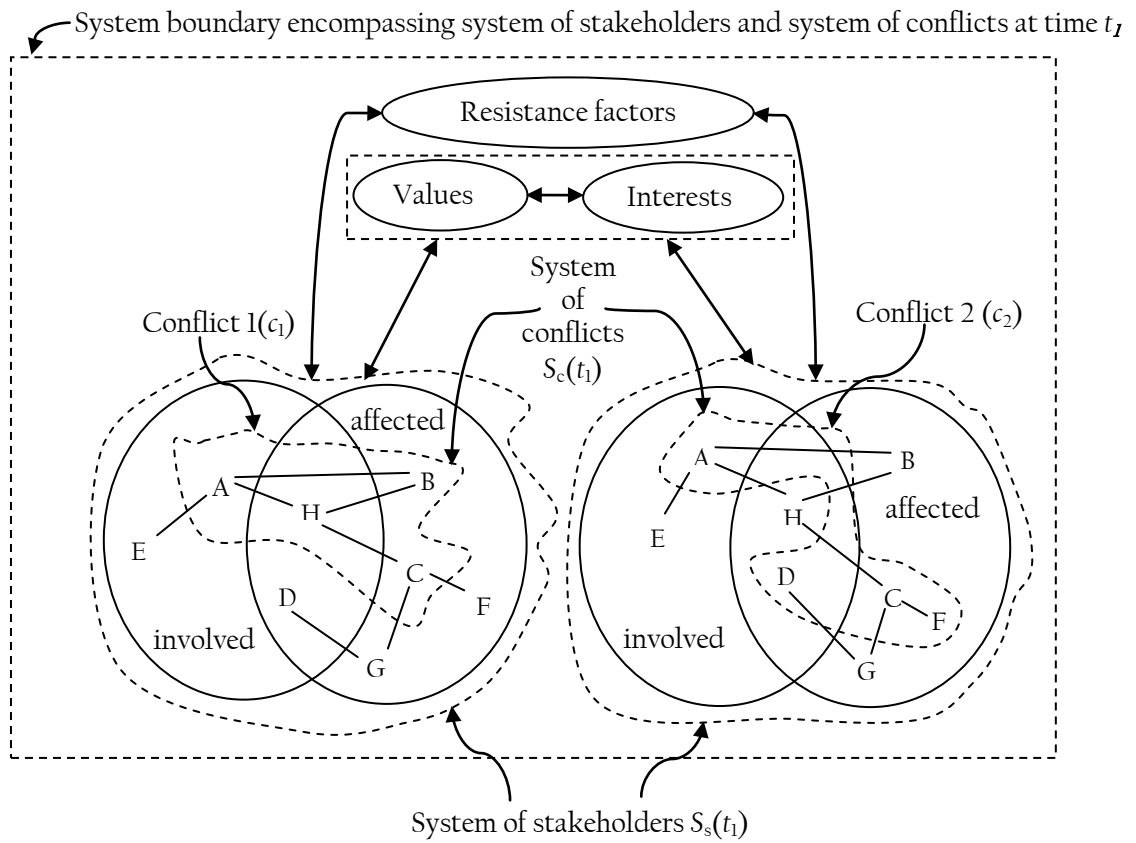 System boundary encompassing system of stakeholders and system of conflicts at time t1
Resistance factors
Values
Interests
System
of
conflicts
Sc(t1)
Conflict 1(c1)
Conflict 2 (c2)
affected
A
B
H
E
C
D
F
involved
G
A
B
H
affected
E
D
C
F
involved
G
System of stakeholders Ss(t1)